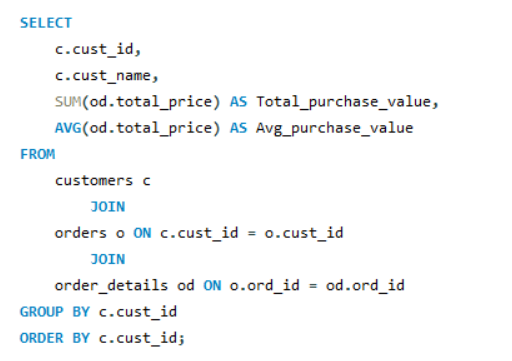 SELECT
c.cust_id,
c.cust_name,
SUM(od.total_price) AS Total_purchase_value,
AVG(od.total_price) AS Avg_purchase_value
FROM
customers c
JOIN
orders o ON c.cust_id = o.cust_id
JOIN
order_details od ON o.ord_id = od.ord_id
GROUP BY c.cust_id
ORDER BY c.cust_id;